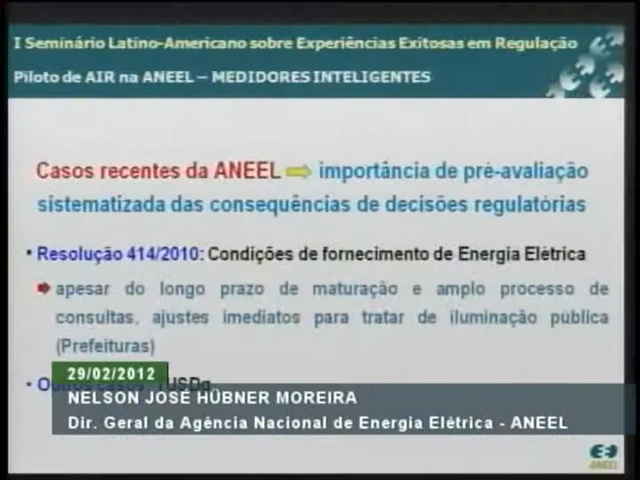 I Seminário Latino-Americano sobre Experiências Exitosas em Regulação
Piloto de AIR na ANEEL – MEDIDORES INTELIGENTES
Casos recentes da ANEEL importância de pré-avaliação
sistematizada das consequências de decisões regulatórias
• Resolução 414/2010: Condições de fornecimento de Energia Elétrica
apesar do longo prazo de maturação e amplo processo de
consultas, ajustes imediatos para tratar de iluminação pública
(Prefeituras)
29/02/2012
NELSON JOSÉ HÜBNER MOREIRA
Dir. Geral da Agência Nacional de Energia Elétrica - ANEEL
ANEEL